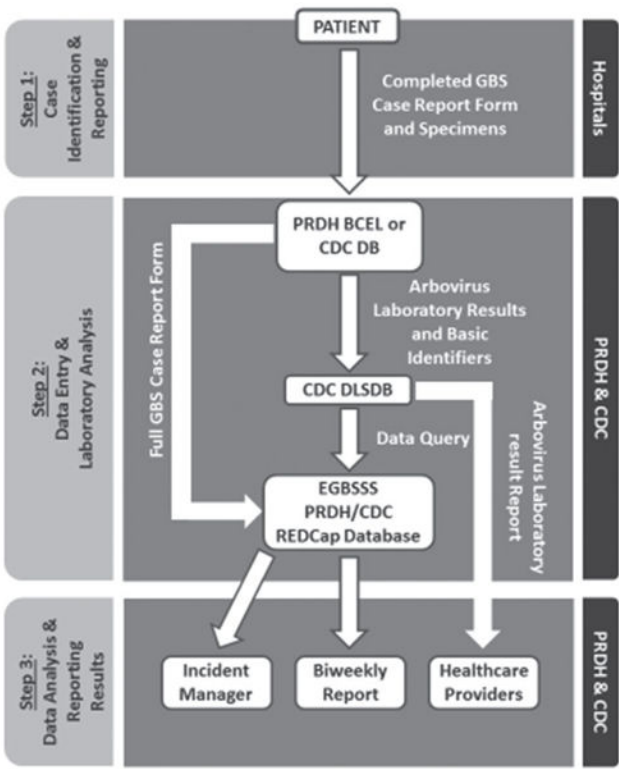 Step 1:
Case
Identification &
Reporting
PATIENT
Completed GBS
Case Report Form
and Specimens
Hospitals
Step 2:
Data Entry &
Laboratory Analysis
Full GBS Case Report Form
PRDH BCEL or
CDC DB
Arbovirus
Laboratory Results
and Basic
Identifiers
CDC DLSDB
Data Query
Arbovirus Laboratory
result Report
EGBSSS
PRDH/CDC
REDCap Database
PRDH & CDC
Step 3:
Data Analysis &
Reporting
Results
Incident
Manager
Biweekly
Report
Healthcare
Providers
PRDH & CDC